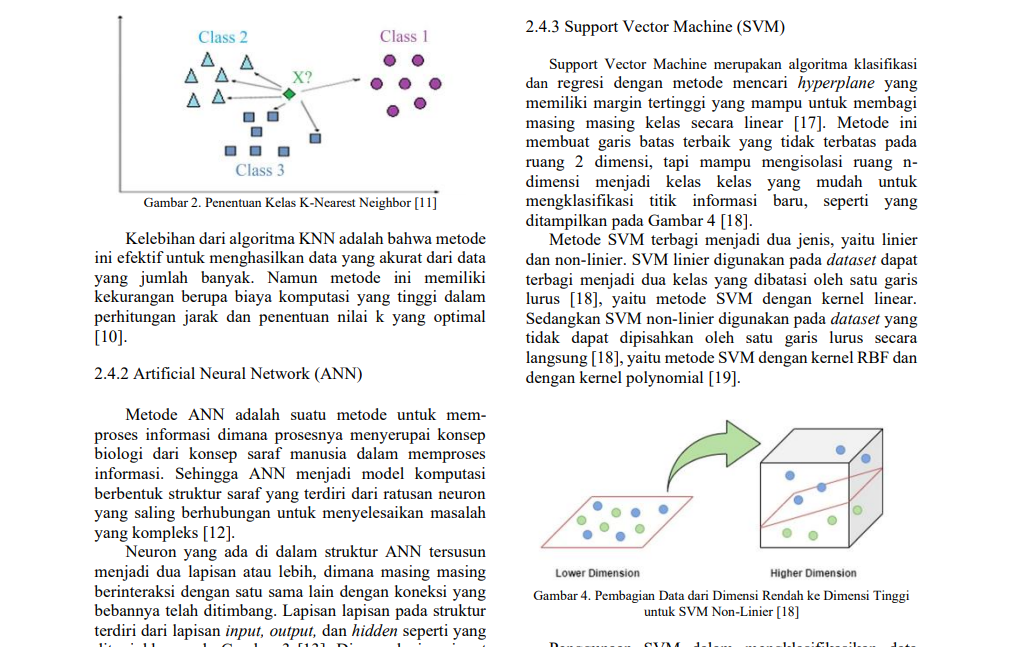 Class 2
Class 1
X?
Class 3
Gambar 2. Penentuan Kelas K-Nearest Neighbor [11]
Kelebihan dari algoritma KNN adalah bahwa metode
ini efektif untuk menghasilkan data yang akurat dari data
yang jumlah banyak. Namun metode ini memiliki
kekurangan berupa biaya komputasi yang tinggi dalam
perhitungan jarak dan penentuan nilai k yang optimal
[10].
2.4.2 Artificial Neural Network (ANN)
Metode ANN adalah suatu metode untuk mem-
proses informasi dimana prosesnya menyerupai konsep
biologi dari konsep saraf manusia dalam memproses
informasi. Sehingga ANN menjadi model komputasi
berbentuk struktur saraf yang terdiri dari ratusan neuron
yang saling berhubungan untuk menyelesaikan masalah
yang kompleks [12].
Neuron yang ada di dalam struktur ANN tersusun
menjadi dua lapisan atau lebih, dimana masing masing
berinteraksi dengan satu sama lain dengan koneksi yang
bebannya telah ditimbang. Lapisan lapisan pada struktur
terdiri dari lapisan input, output, dan hidden seperti yang
2.4.3 Support Vector Machine (SVM)
Support Vector Machine merupakan algoritma klasifikasi
dan regresi dengan metode mencari hyperplane yang
memiliki margin tertinggi yang mampu untuk membagi
masing masing kelas secara linear [17]. Metode ini
membuat garis batas terbaik yang tidak terbatas pada
ruang 2 dimensi, tapi mampu mengisolasi ruang n-
dimensi menjadi kelas kelas yang mudah untuk
mengklasifikasi titik informasi baru, seperti yang
ditampilkan pada Gambar 4 [18].
Metode SVM terbagi menjadi dua jenis, yaitu linier
dan non-linier. SVM linier digunakan pada dataset dapat
terbagi menjadi dua kelas yang dibatasi oleh satu garis
lurus [18], yaitu metode SVM dengan kernel linear.
Sedangkan SVM non-linier digunakan pada dataset yang
tidak dapat dipisahkan oleh satu garis lurus secara
langsung [18], yaitu metode SVM dengan kernel RBF dan
dengan kernel polynomial [19].
Lower Dimension
Higher Dimension
Gambar 4. Pembagian Data dari Dimensi Rendah ke Dimensi Tinggi
untuk SVM Non-Linier [18]